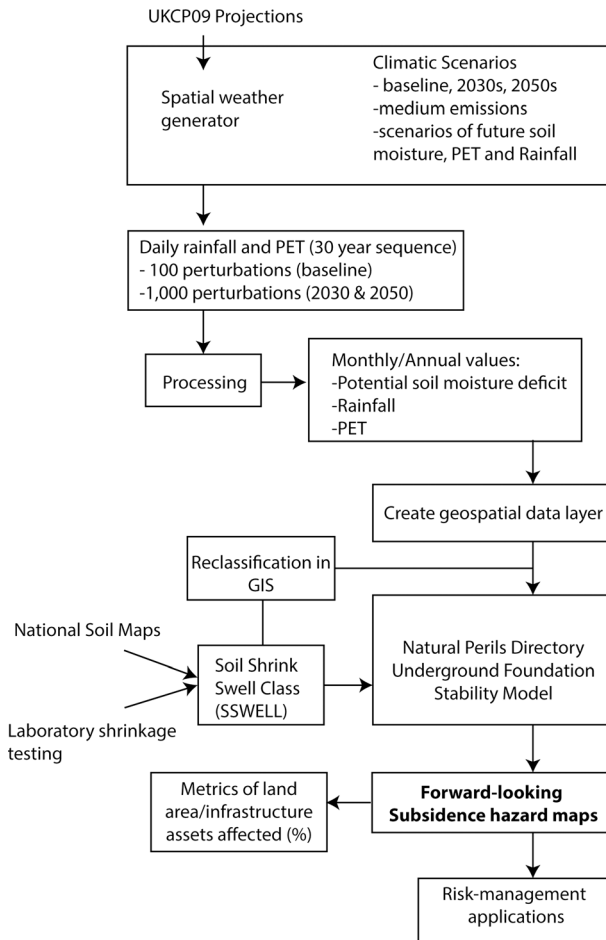 UKCP09 Projections
Spatial weather
generator
Climatic Scenarios
- baseline, 2030s, 2050s
-medium emissions
-scenarios of future soil
moisture, PET and Rainfall
Daily rainfall and PET (30 year sequence)
- 100 perturbations (baseline)
-1,000 perturbations (2030 & 2050)
Processing
Monthly/Annual values:
-Potential soil moisture deficit
-Rainfall
-PET
Create geospatial data layer
Reclassification in
GIS
National Soil Maps
Laboratory shrinkage
testing
Soil Shrink
Swell Class
(SSWELL)
Natural Perils Directory
Underground Foundation
Stability Model
Metrics of land
area/infrastructure
assets affected (%)
Forward-looking
Subsidence hazard maps
Risk-management
applications